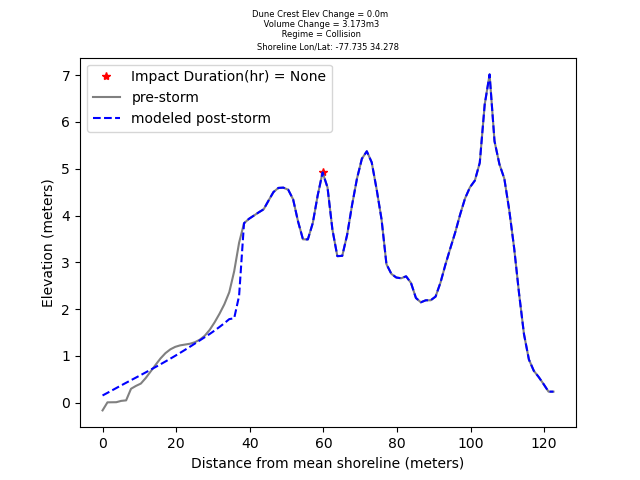 Dune Crest Elev Change = 0.0m
Volume Change = 3.173m3
Regime = Collision
Shoreline Lon/Lat: -77.735 34.278
Impact Duration(hr) = None
pre-storm
modeled post-storm
7
6
5
4
3
2
1
0
Elevation (meters)
0 20 40 60 80 100 120
Distance from mean shoreline (meters)